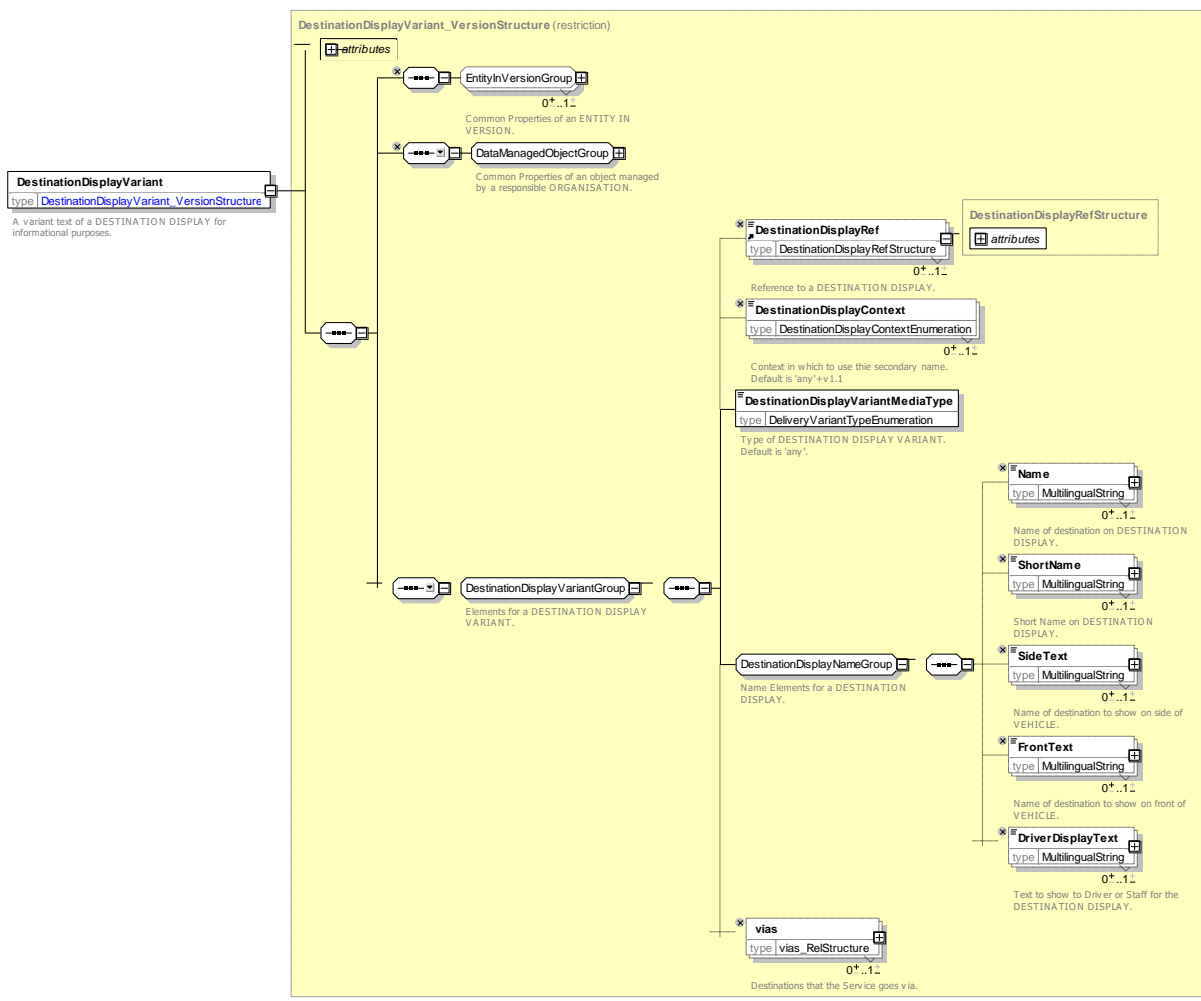 DestinationDisplayVariant_VersionStructure (restriction)
attributes
EntityInVersionGroup
0..1
Common Properties of an ENTITY IN
VERSION.
DataManagedObjectGroup
Common Properties of an object managed
by a responsible ORGANISATION.
DestinationDisplayVariant
type DestinationDisplayVariant_VersionStructure
A variant text of a DESTINATION DISPLAY for
informational purposes.
DestinationDisplayRef
type DestinationDisplayRefStructure
0..1
Reference to a DESTINATION DISPLAY.
DestinationDisplayRefStructure
attributes
DestinationDisplayContext
type DestinationDisplayContextEnumeration
0..1
Context in which to use thie secondary name.
Default is 'any'+v1.1
DestinationDisplayVariantMediaType
type DeliveryVariantTypeEnumeration
Type of DESTINATION DISPLAY VARIANT.
Default is 'any'.
DestinationDisplayVariantGroup
Elements for a DESTINATION DISPLAY
VARIANT.
DestinationDisplayNameGroup
Name Elements for a DESTINATION
DISPLAY.
Name
type MultilingualString
0..1
Name of destination on DESTINATION
DISPLAY.
ShortName
type MultilingualString
0..1
Short Name on DESTINATION
DISPLAY.
SideText
type MultilingualString
0..1
Name of destination to show on side of
VEHICLE.
FrontText
type MultilingualString
0..1
Name of destination to show on front of
VEHICLE.
DriverDisplayText
type MultilingualString
0..1
Text to show to Driver or Staff for the
DESTINATION DISPLAY.
vias
type vias_RelStructure
0..1
Destinations that the Service goes via.